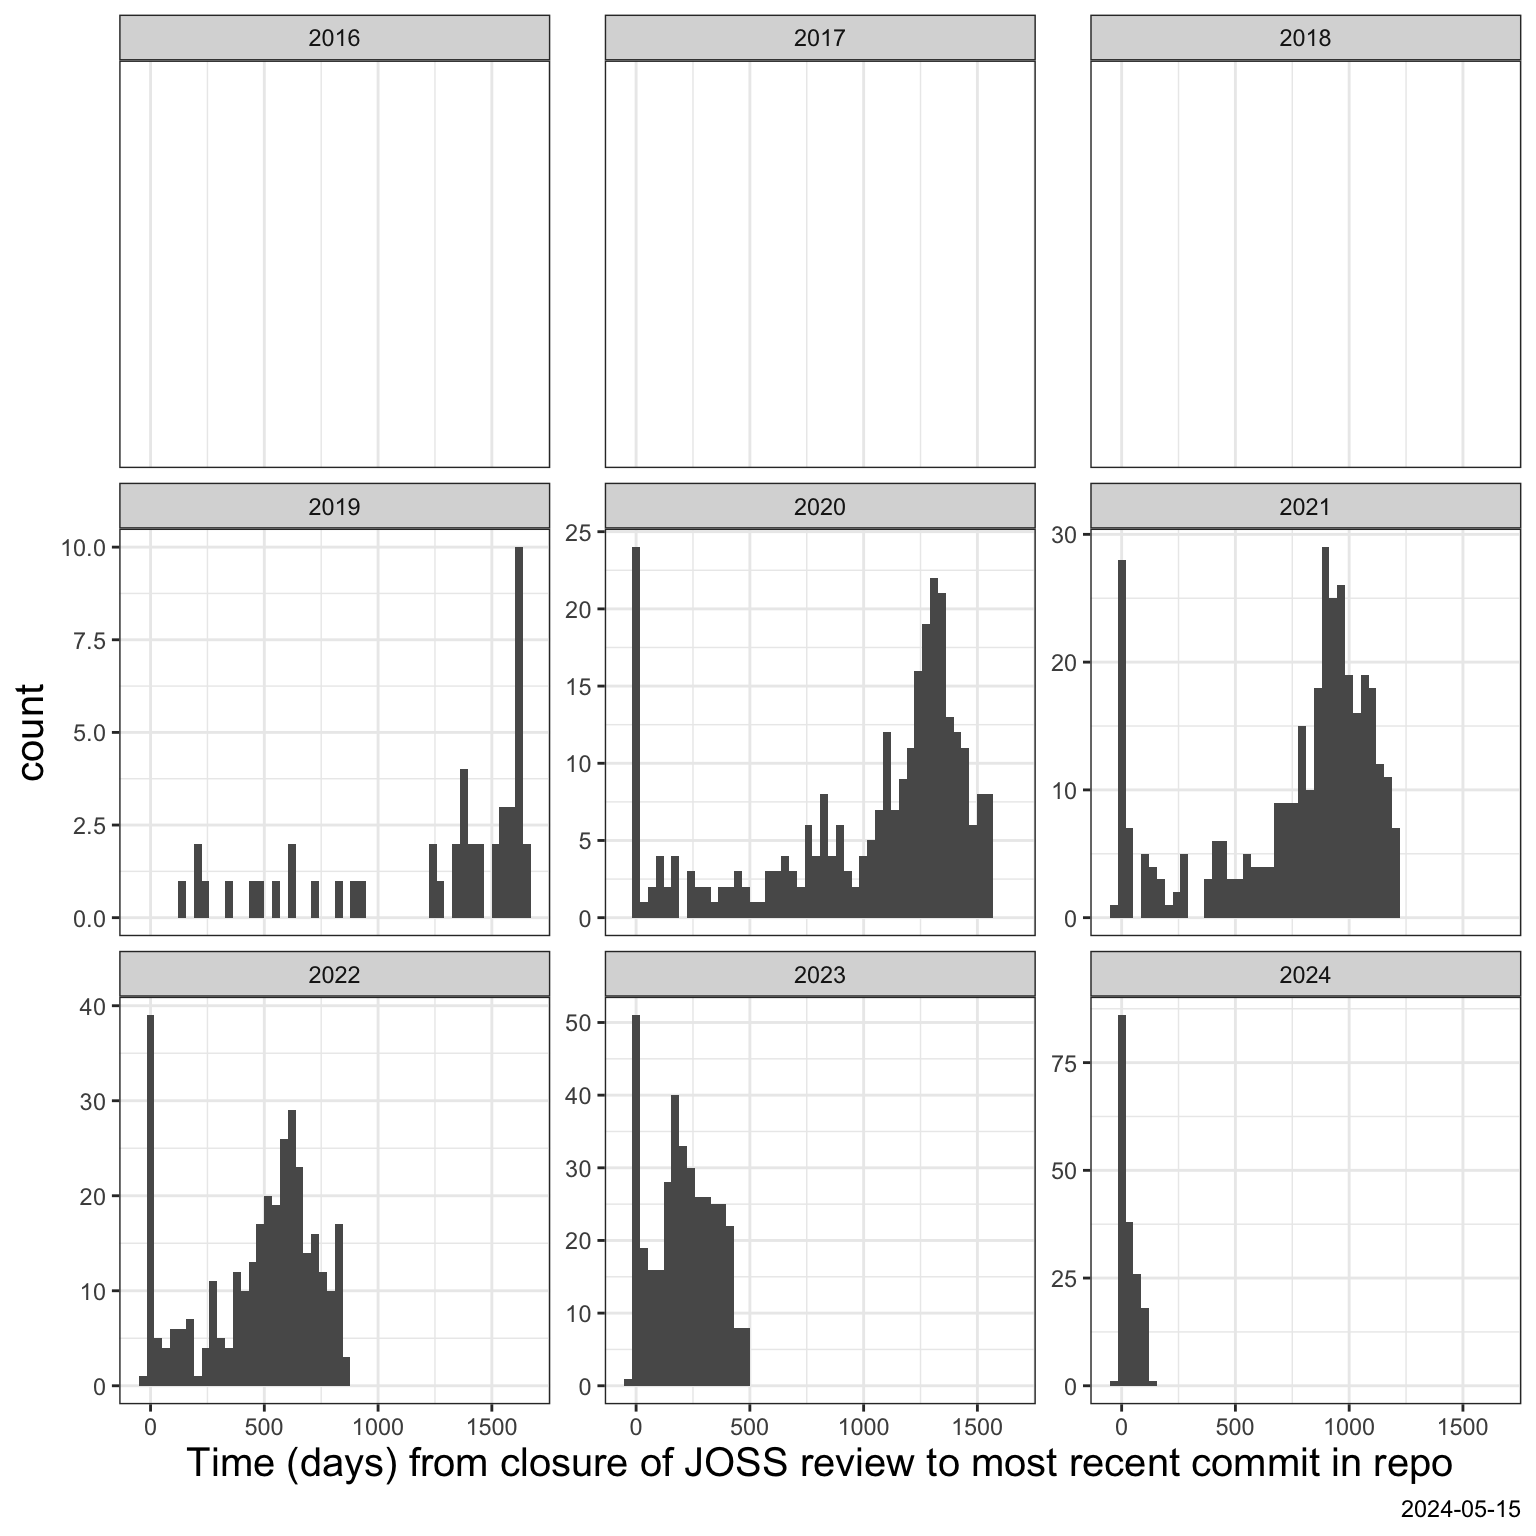 2016 2017 2018
2019 2020 2021
10.0 7.5 5.0 2.5 0.0
25 20 15 10 5 0
30 20 10 0
count
2022 2023 2024
40 30 20 10 0
50 40 30 20 10 0
75 50 25 0
0 500 1000 1500 0 500 1000 1500 0 500 1000 1500
Time (days) from closure of JOSS review to most recent commit in repo
2024-05-15